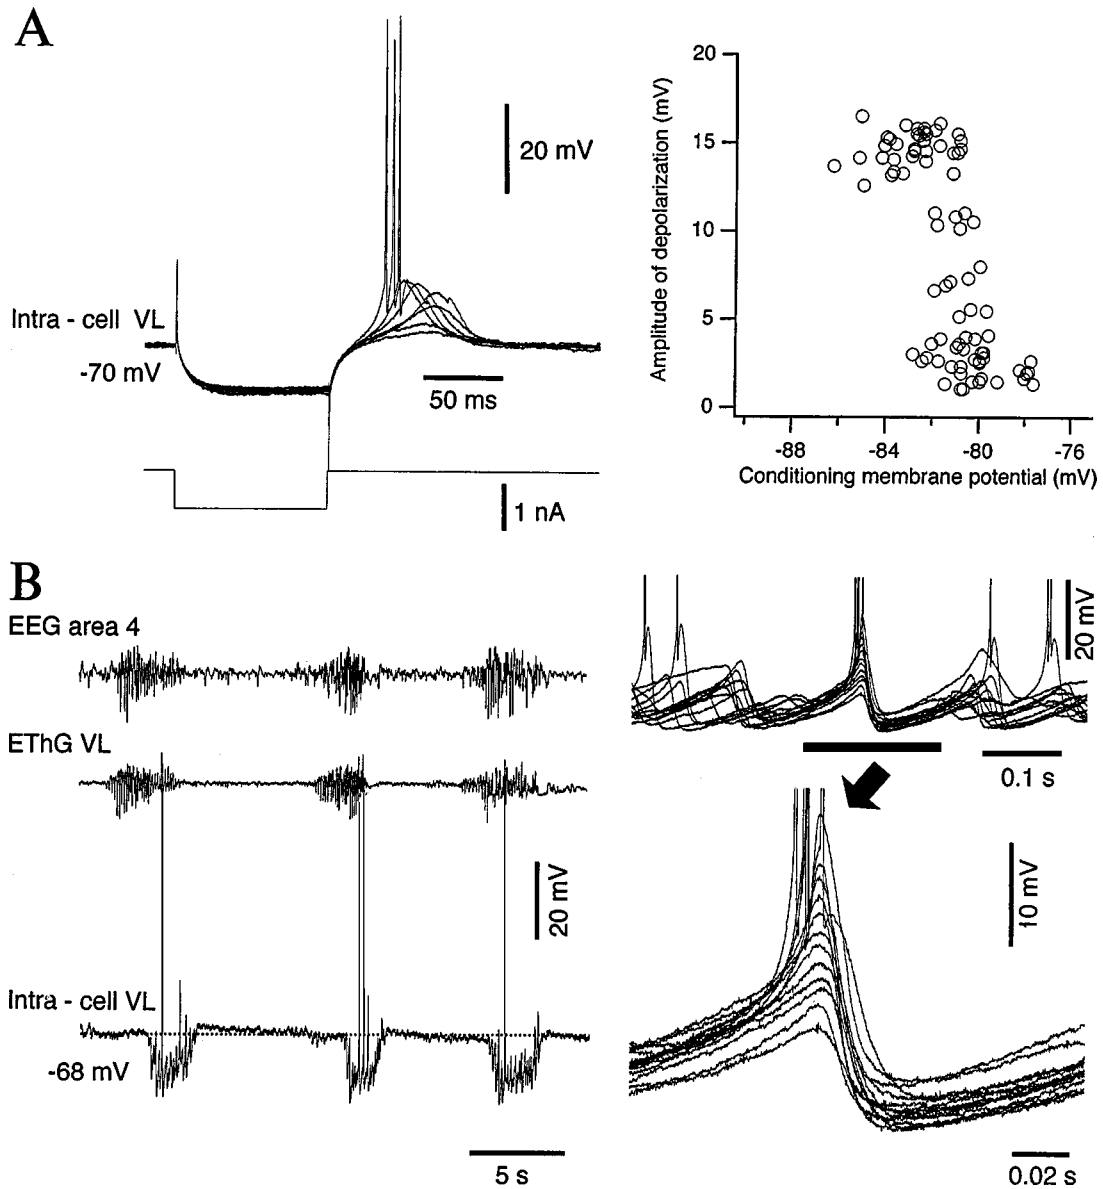 A
20 mV
Intra - cell VL
-70 mV
50 ms
1 nA
Amplitude of depolarization (mV)
20
15
10
5
0
-88
-84
-80
-76
Conditioning membrane potential (mV)
B
EEG area 4
EThG VL
20 mV
Intra - cell VL
-68 mV
5 s
20 mV
0.1 s
10 mV
0.02 s